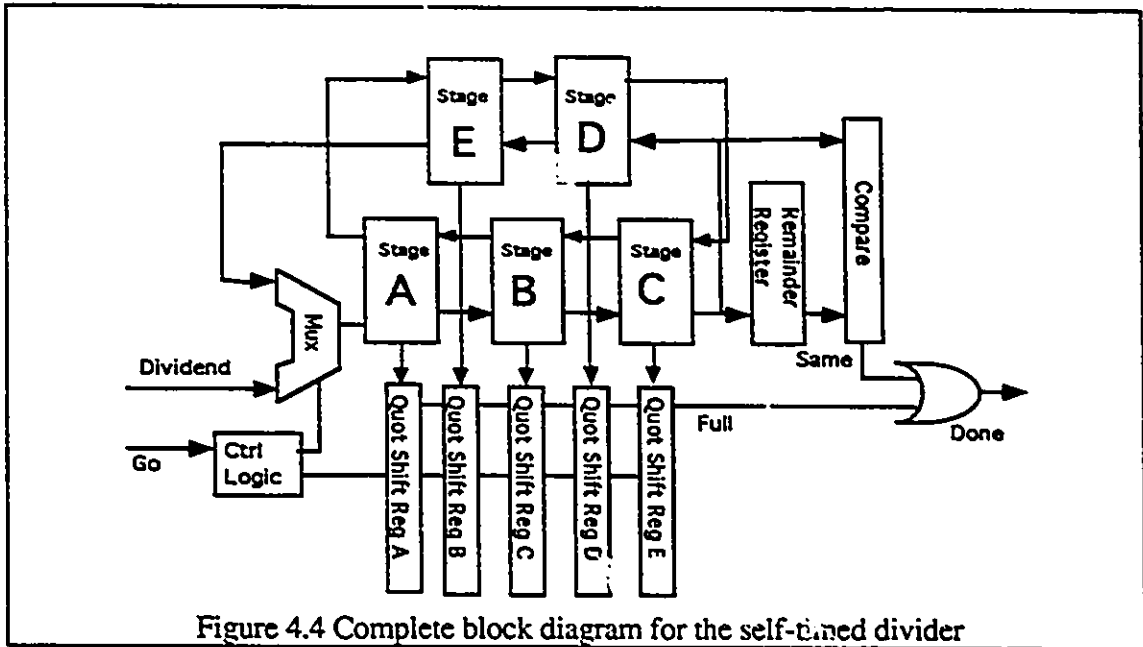 Stage
E
Stage
D
Compare
Remainder
Register
Stage
A
Stage
B
Stage
C
Mux
Same
Dividend
Full
Done
Go
Ctrl
Logic
Quot Shift Reg A
Quot Shift Reg B
Quot Shift Reg C
Quot Shift Reg D
Quot Shift Reg E
Figure 4.4 Complete block diagram for the self-timed divider